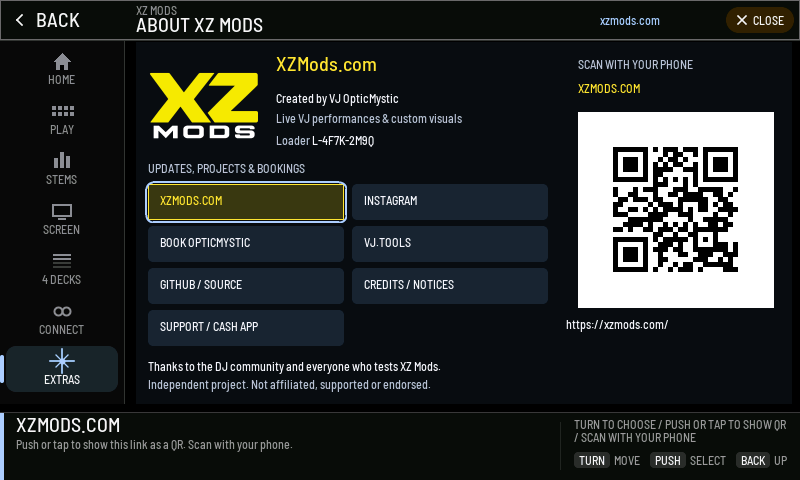 BACK
XZ MODS
ABOUT XZ MODS
xzmods.com
CLOSE
HOME
PLAY
STEMS
SCREEN
4 DECKS
CONNECT
EXTRAS
XZ
MODS
XZMods.com
Created by VJ OpticMystic
Live VJ performances & custom visuals
Loader L-4F7K-2M9Q
UPDATES, PROJECTS & BOOKINGS
XZMODS.COM
INSTAGRAM
BOOK OPTICMYSTIC
VJ.TOOLS
GITHUB / SOURCE
CREDITS / NOTICES
SUPPORT / CASH APP
Thanks to the DJ community and everyone who tests XZ Mods.
Independent project. Not affiliated, supported or endorsed.
SCAN WITH YOUR PHONE
XZMODS.COM
https://xzmods.com/
XZMODS.COM
Push or tap to show this link as a QR. Scan with your phone.
TURN TO CHOOSE / PUSH OR TAP TO SHOW QR
/ SCAN WITH YOUR PHONE
TURN MOVE PUSH SELECT BACK UP